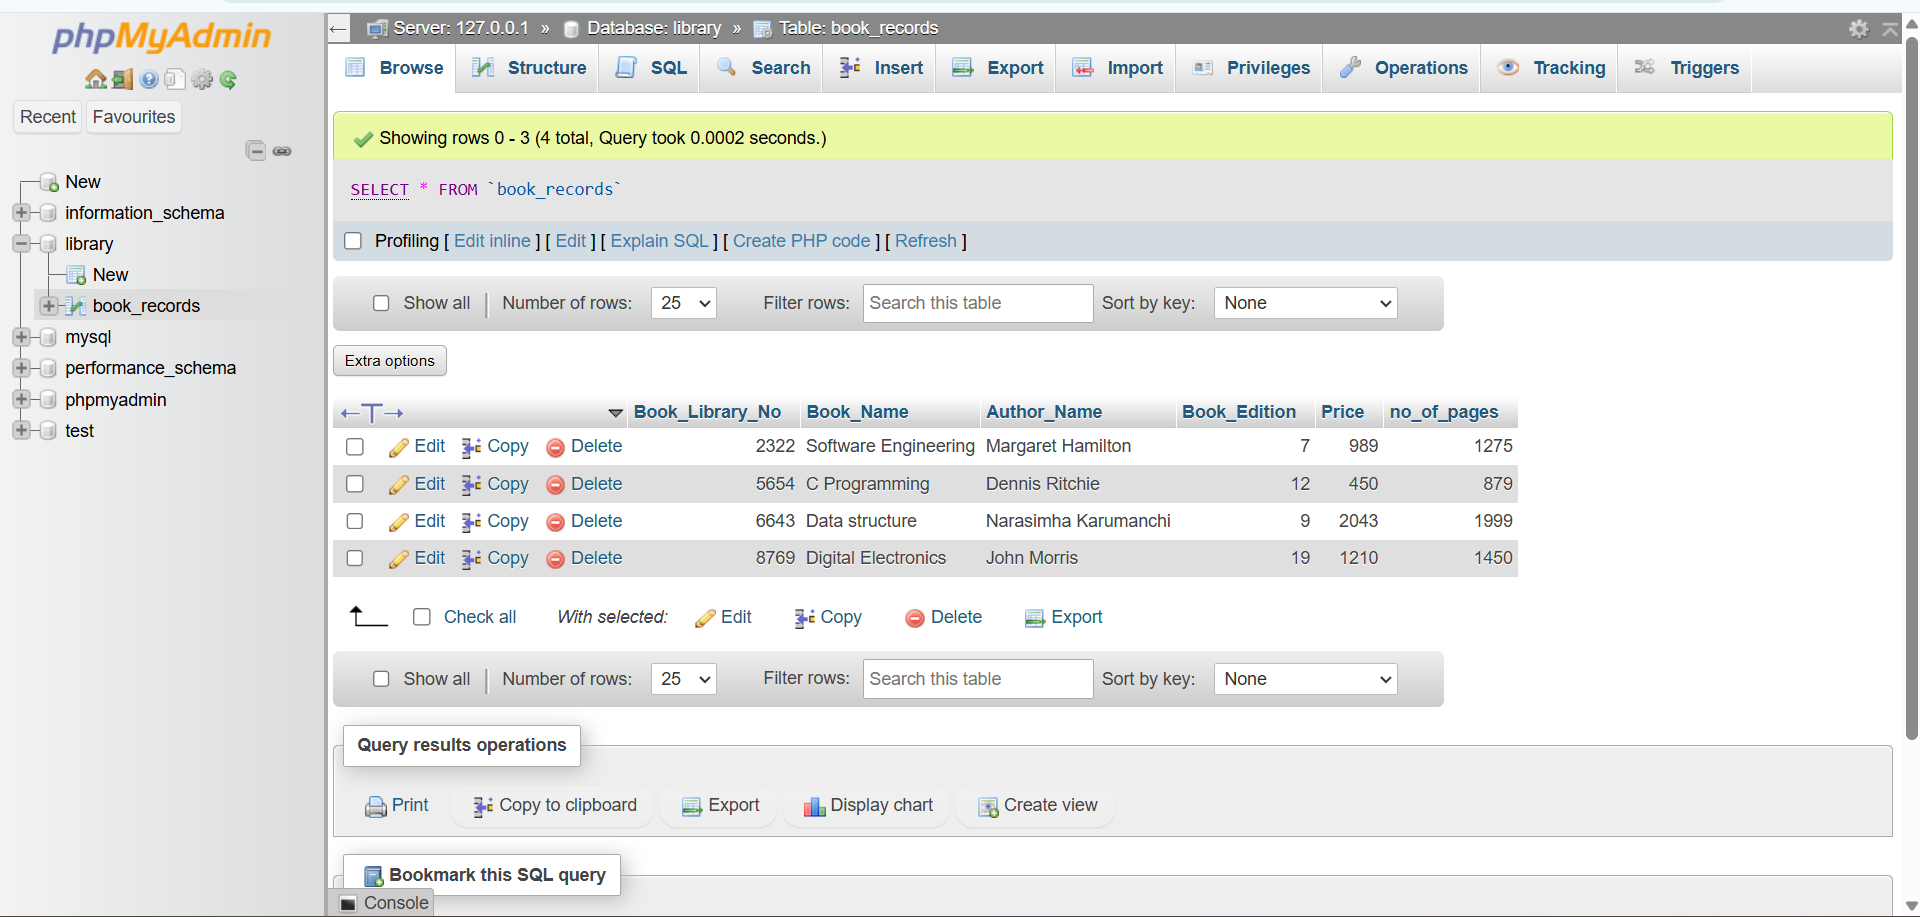 phpMyAdmin
Recent Favourites
New
information_schema
library
New
book_records
mysql
performance_schema
phpmyadmin
test
Server: 127.0.0.1 » Database: library » Table: book_records
Browse Structure SQL Search Insert Export Import Privileges Operations Tracking Triggers
Showing rows 0 - 3 (4 total, Query took 0.0002 seconds.)
SELECT * FROM `book_records`
Profiling [ Edit inline ] [ Edit ] [ Explain SQL ] [ Create PHP code ] [ Refresh ]
Show all | Number of rows: 25 Filter rows: Search this table Sort by key: None
Extra options
←T→ Book_Library_No Book_Name Author_Name Book_Edition Price no_of_pages
Edit Copy Delete 2322 Software Engineering Margaret Hamilton 7 989 1275
Edit Copy Delete 5654 C Programming Dennis Ritchie 12 450 879
Edit Copy Delete 6643 Data structure Narasimha Karumanchi 9 2043 1999
Edit Copy Delete 8769 Digital Electronics John Morris 19 1210 1450
Check all With selected: Edit Copy Delete Export
Show all | Number of rows: 25 Filter rows: Search this table Sort by key: None
Query results operations
Print Copy to clipboard Export Display chart Create view
Bookmark this SQL query
Console